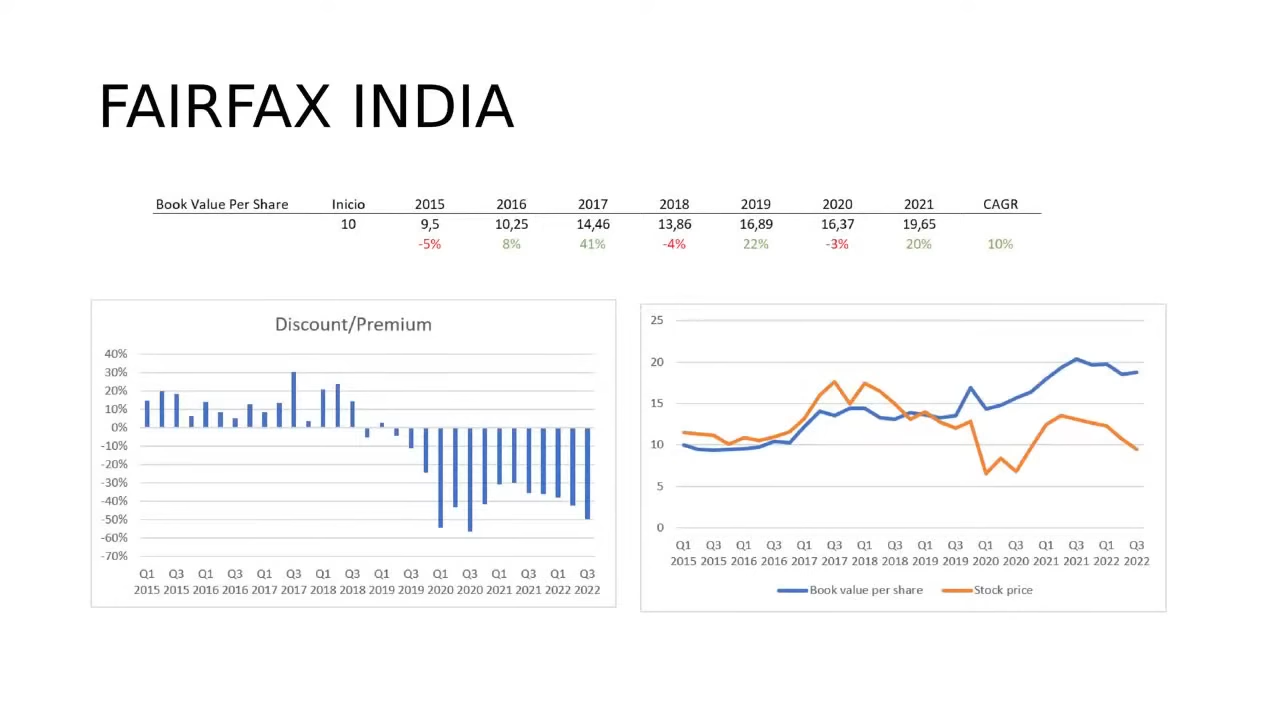 FAIRFAX INDIA
Book Value Per Share Inicio 2015 2016 2017 2018 2019 2020 2021 CAGR
10 9,5 10,25 14,46 13,86 16,89 16,37 19,65
-5% 8% 41% -4% 22% -3% 20% 10%
Discount/Premium
40%
30%
20%
10%
0%
-10%
-20%
-30%
-40%
-50%
-60%
-70%
Q1 Q3 Q1 Q3 Q1 Q3 Q1 Q3 Q1 Q3 Q1 Q3 Q1 Q3 Q1 Q3
2015 2015 2016 2016 2017 2017 2018 2018 2019 2019 2020 2020 2021 2021 2022 2022
25
20
15
10
5
0
Q1 Q3 Q1 Q3 Q1 Q3 Q1 Q3 Q1 Q3 Q1 Q3 Q1 Q3 Q1 Q3
2015 2015 2016 2016 2017 2017 2018 2018 2019 2019 2020 2020 2021 2021 2022 2022
Book value per share Stock price